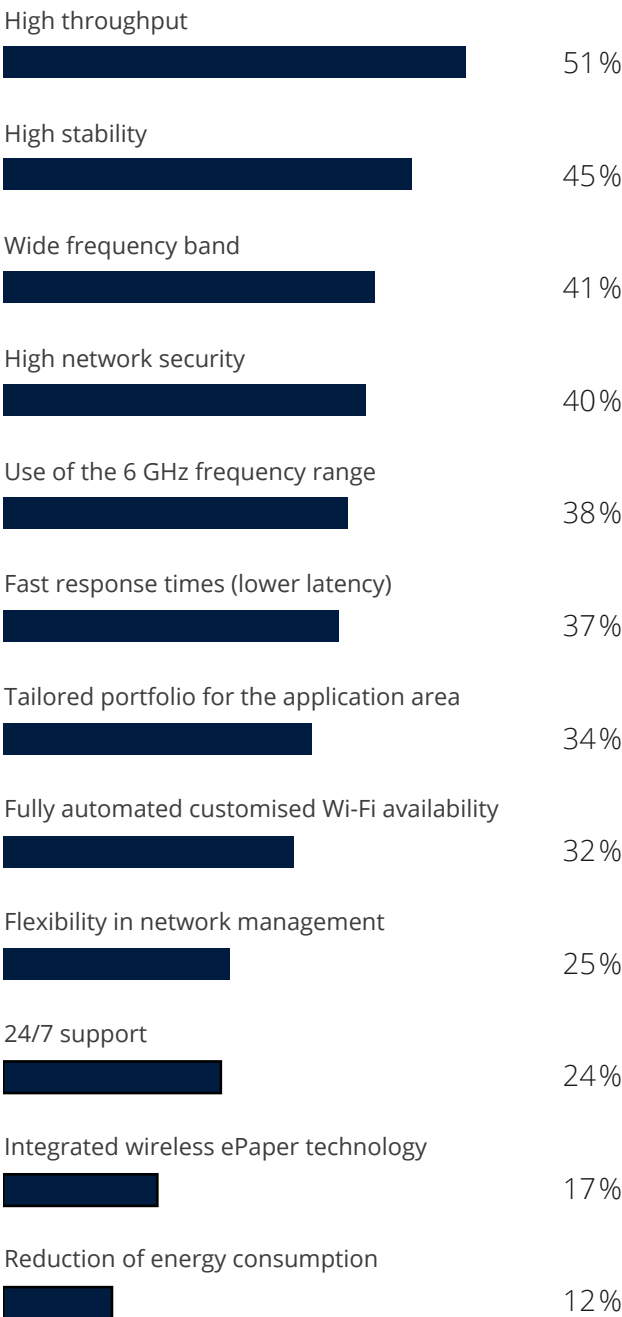 High throughput
51 %
High stability
45 %
Wide frequency band
41 %
High network security
40 %
Use of the 6 GHz frequency range
38 %
Fast response times (lower latency)
37 %
Tailored portfolio for the application area
34 %
Fully automated customised Wi-Fi availability
32 %
Flexibility in network management
25 %
24/7 support
24 %
Integrated wireless ePaper technology
17 %
Reduction of energy consumption
12 %